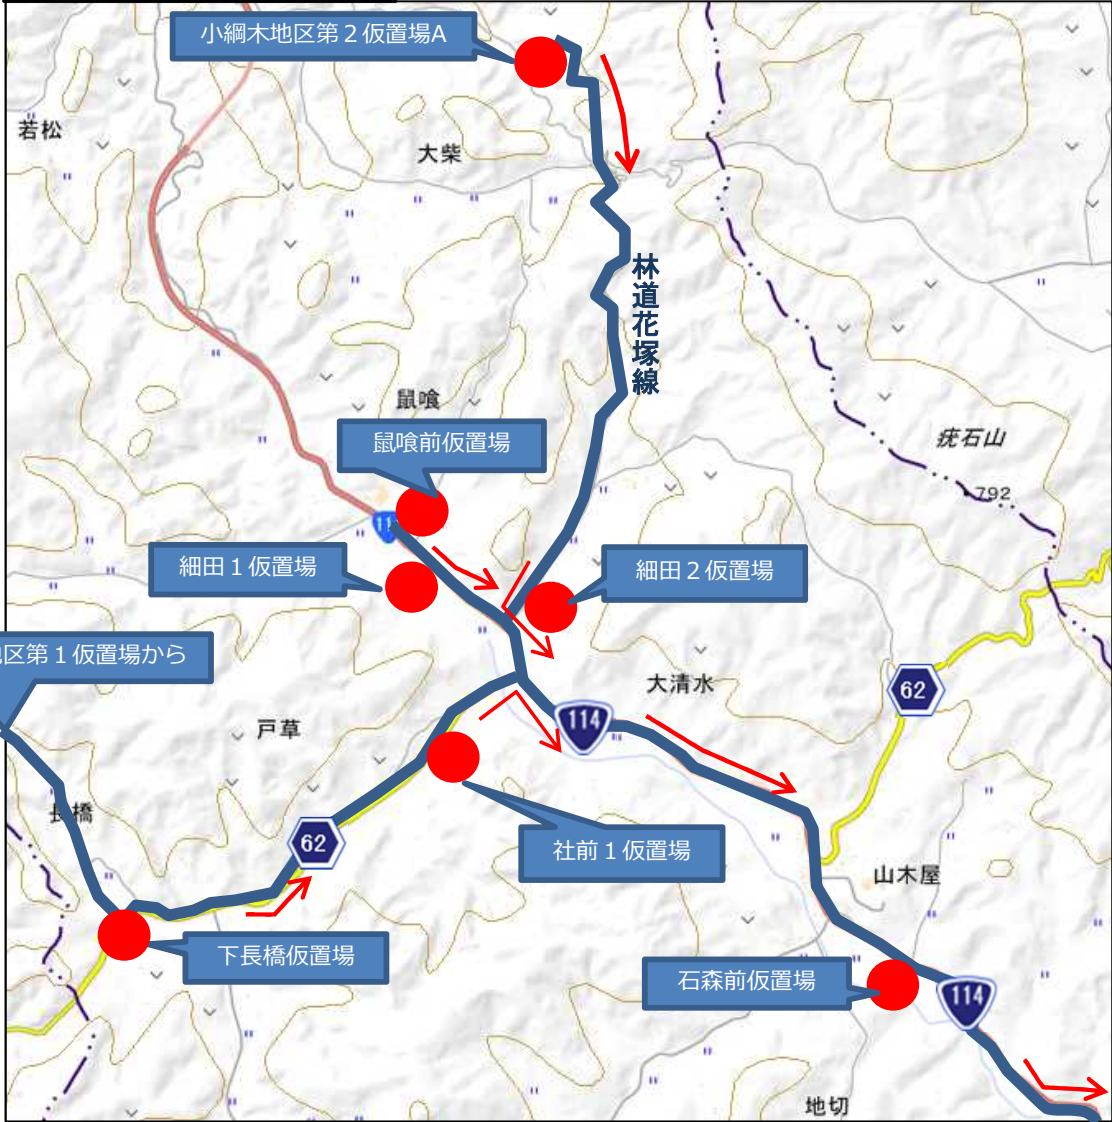 小綱木地区第２仮置場A
若松
大柴
林道花塚線
鼠喰
鼠喰前仮置場
疣石山
792
11
細田１仮置場
細田２仮置場
区第１仮置場から
大清水
62
戸草
114
長橋
62
社前１仮置場
山木屋
下長橋仮置場
石森前仮置場
114
地切